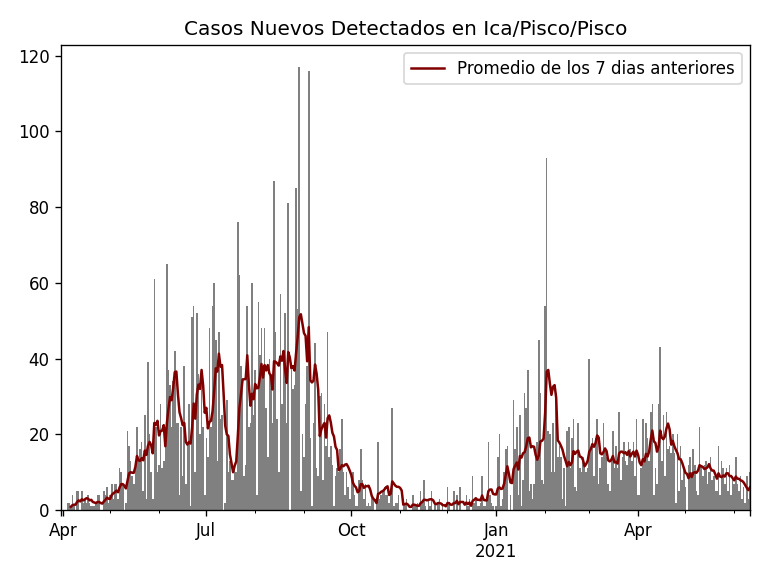 Casos Nuevos Detectados en Ica/Pisco/Pisco
Promedio de los 7 dias anteriores
120
100
80
60
40
20
0
Apr Jul Oct Jan Apr
2021